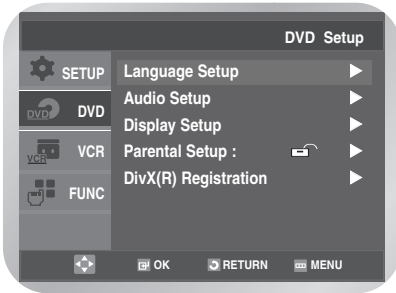 DVD Setup
SETUP
DVD
DVD
VCR
VCR
FUNC
Language Setup
Audio Setup
Display Setup
Parental Setup :
DivX(R) Registration
OK
RETURN
MENU